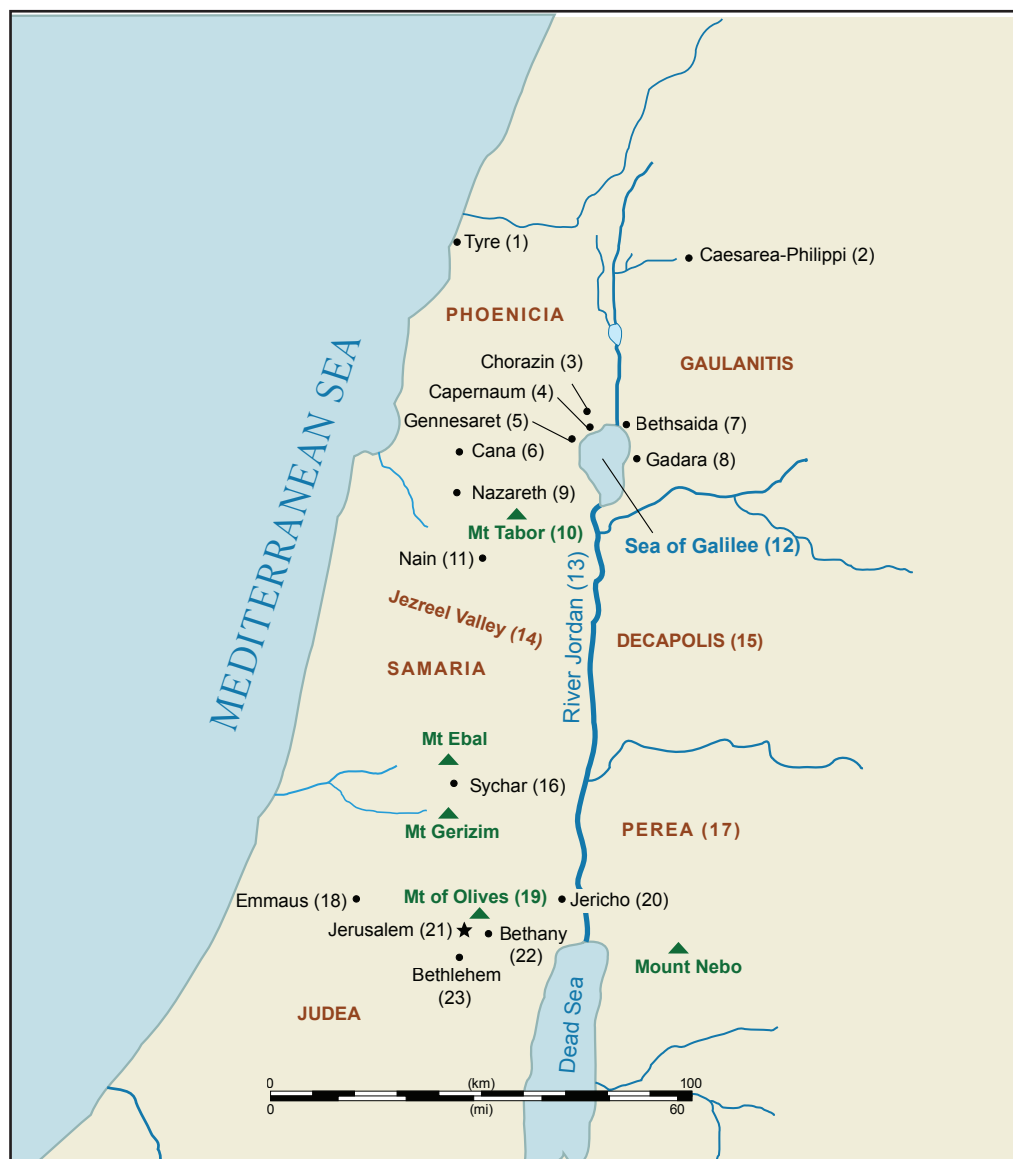 Tyre (1)
Caesarea-Philippi (2)
PHOENICIA
MEDITERRANEAN SEA
Chorazin (3)
GAULANITIS
Capernaum (4)
Gennesaret (5)
Bethsaida (7)
Cana (6)
Gadara (8)
Nazareth (9)
Mt Tabor (10)
Sea of Galilee (12)
Nain (11)
River Jordan (13)
Jezreel Valley (14)
DECAPOLIS (15)
SAMARIA
Mt Ebal
Sychar (16)
Mt Gerizim
PEREA (17)
Mt of Olives (19)
Emmaus (18)
Jericho (20)
Jerusalem (21)
Bethany
(22)
Mount Nebo
Bethlehem
(23)
JUDEA
Dead Sea
0 (km) 100
0 (mi) 60